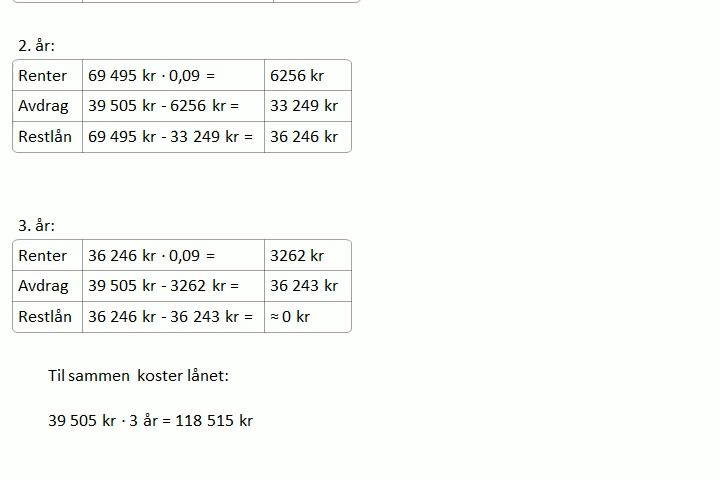 2. år:
Renter 69 495 kr · 0,09 = 6256 kr
Avdrag 39 505 kr - 6256 kr = 33 249 kr
Restlån 69 495 kr - 33 249 kr = 36 246 kr
3. år:
Renter 36 246 kr · 0,09 = 3262 kr
Avdrag 39 505 kr - 3262 kr = 36 243 kr
Restlån 36 246 kr - 36 243 kr = ≈ 0 kr
Til sammen koster lånet:
39 505 kr · 3 år = 118 515 kr